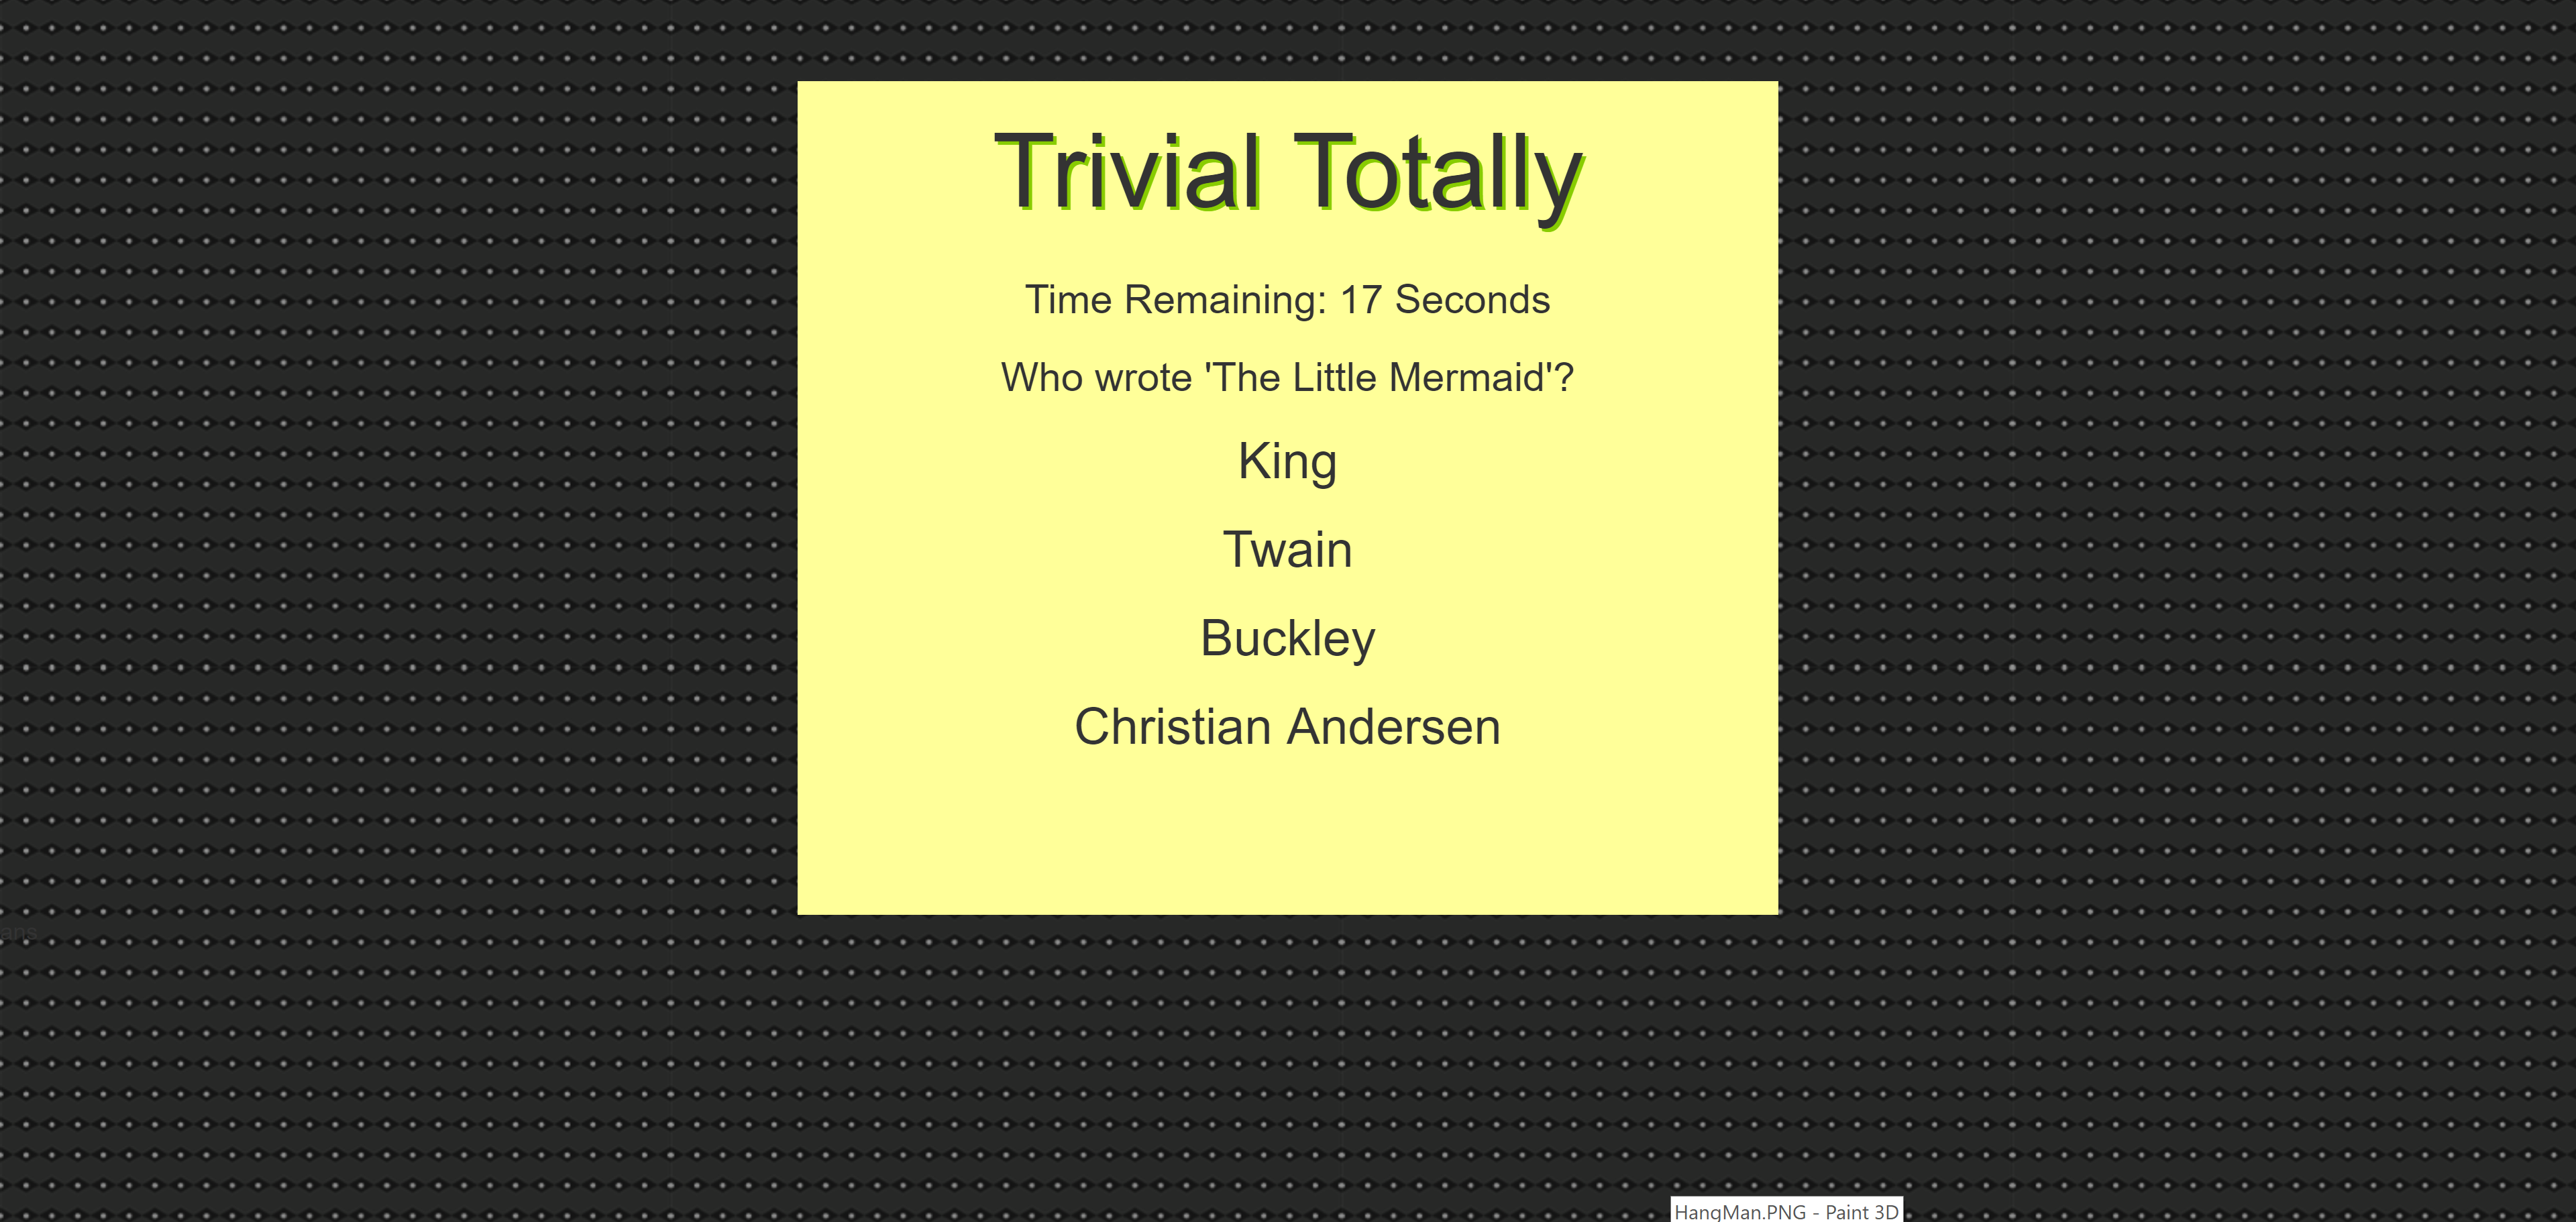 Trivial Totally
Time Remaining: 17 Seconds
Who wrote 'The Little Mermaid'?
King
Twain
Buckley
Christian Andersen
ans
HangMan.PNG - Paint 3D